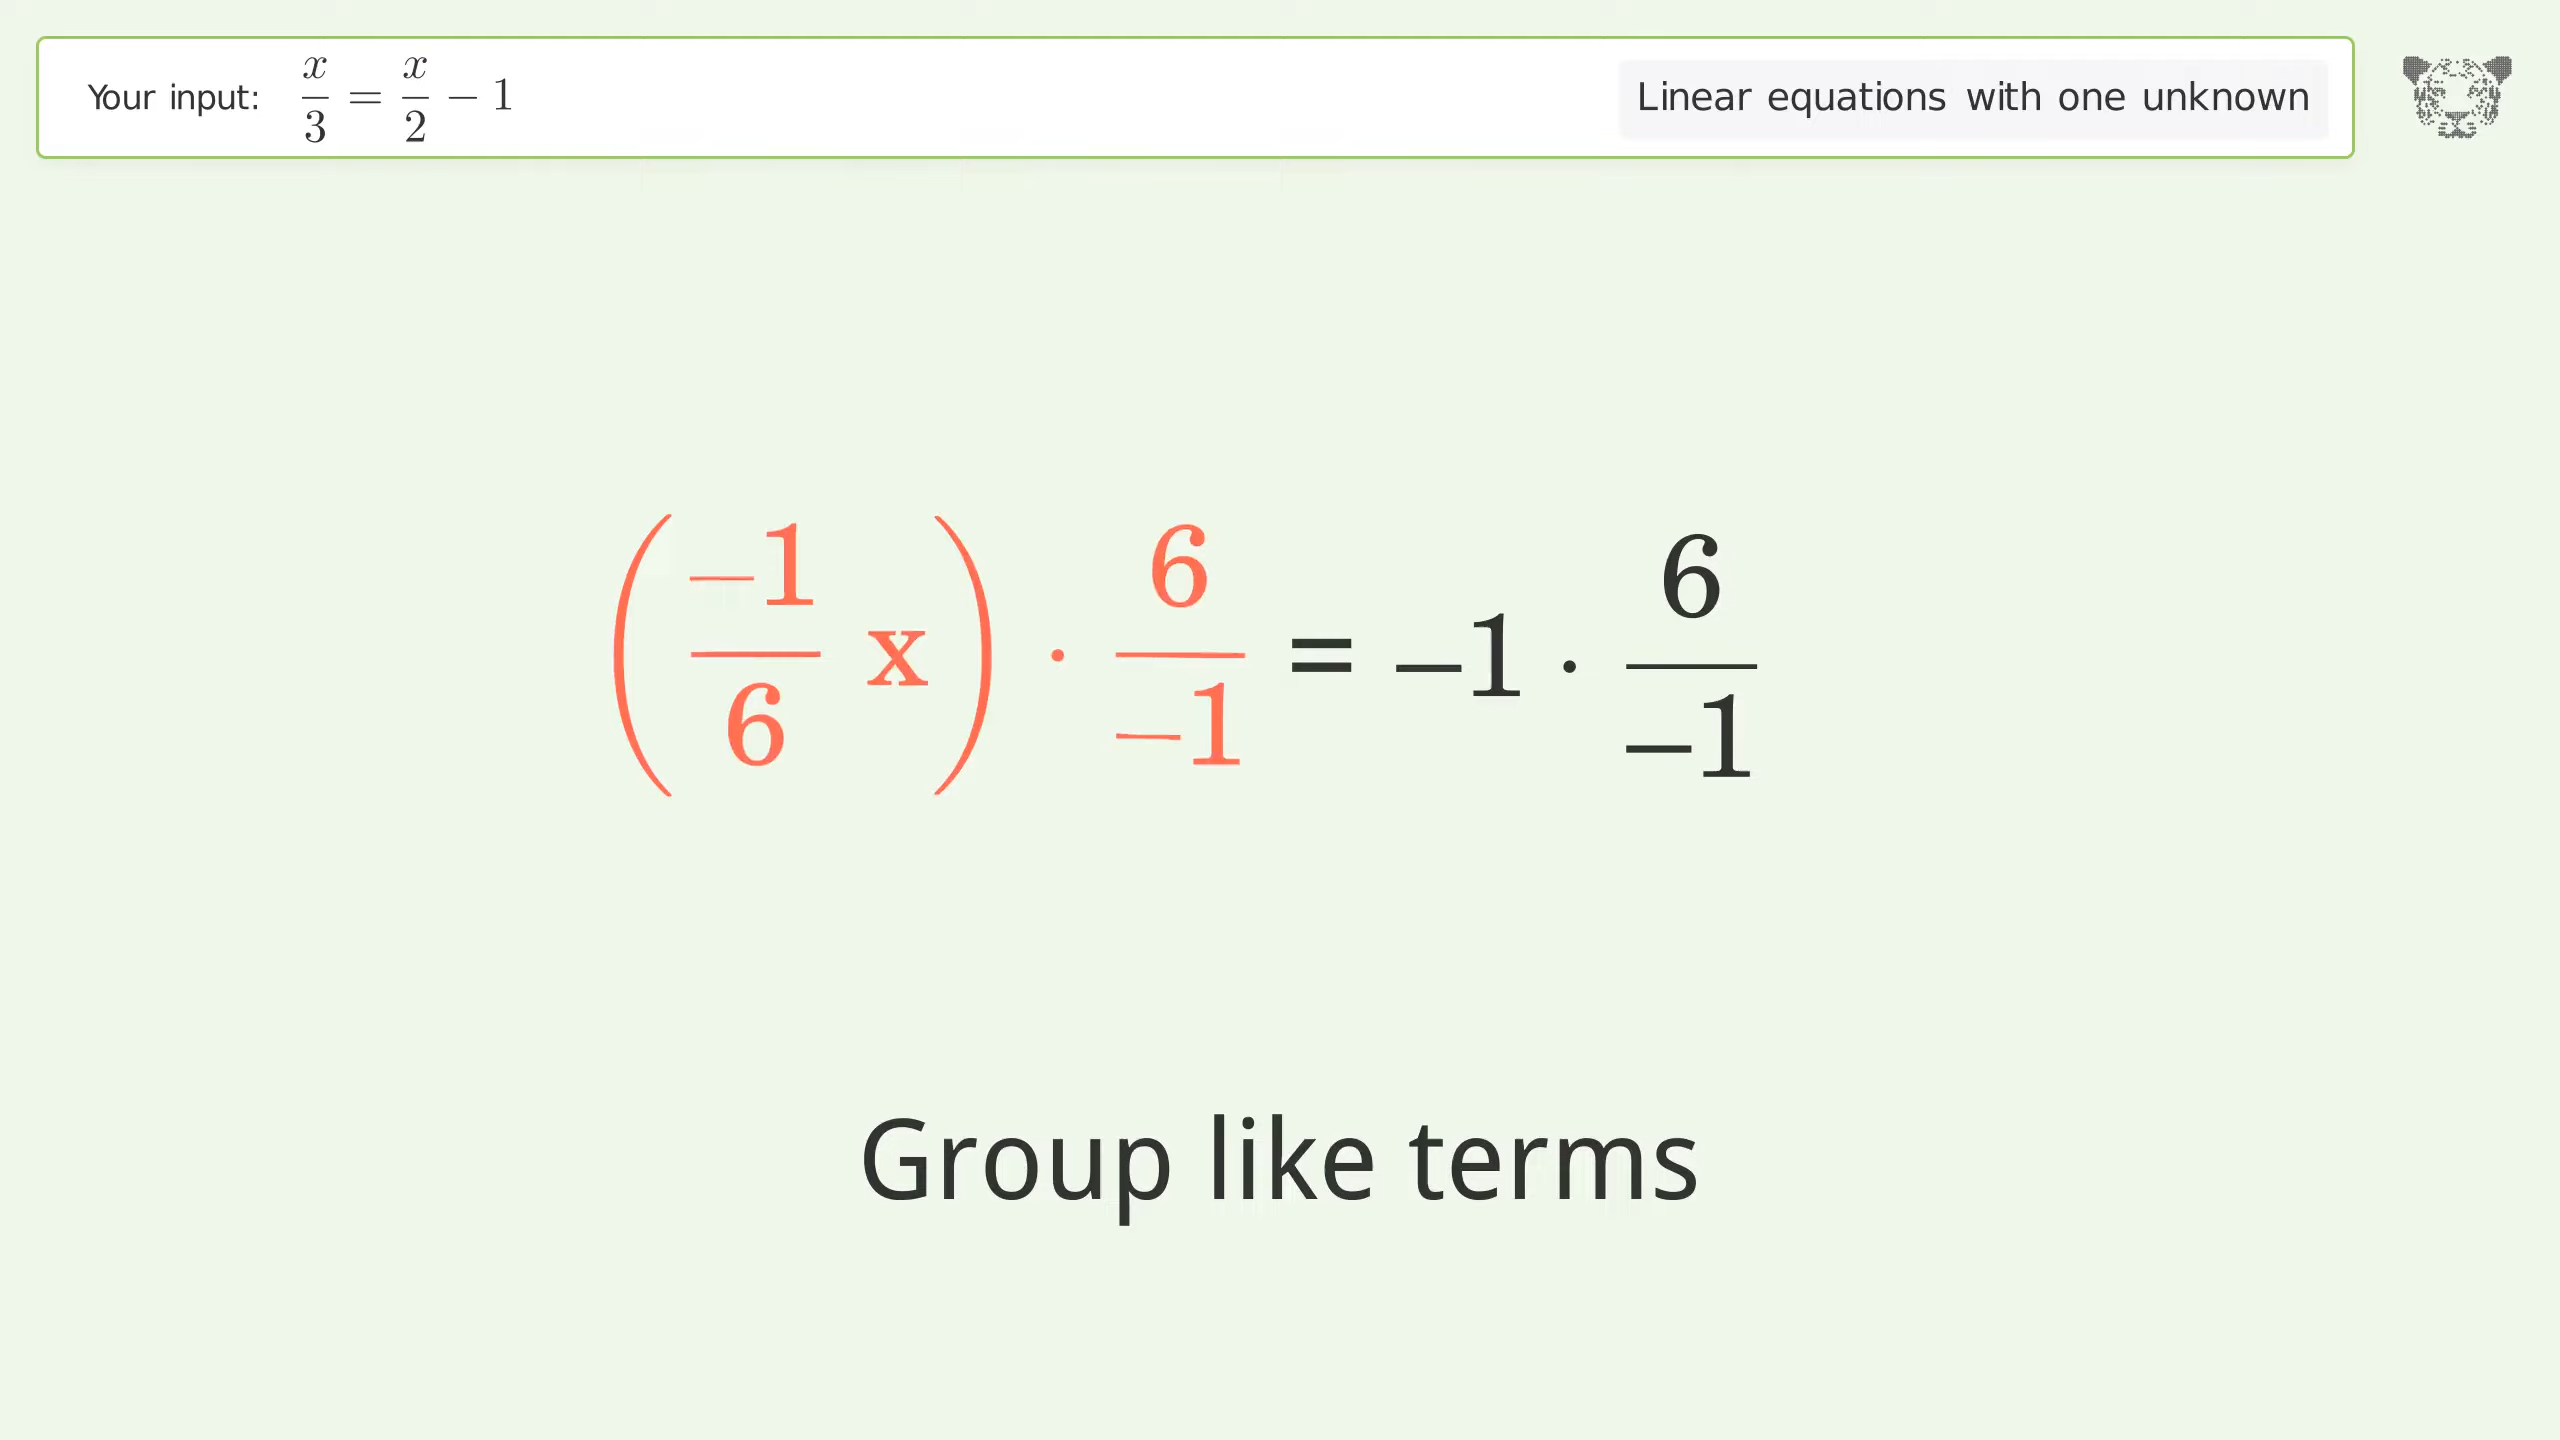 Your input: x/3 = x/2 − 1
Linear equations with one unknown
(−1/6 x) · 6/−1 = −1 · 6/−1
Group like terms